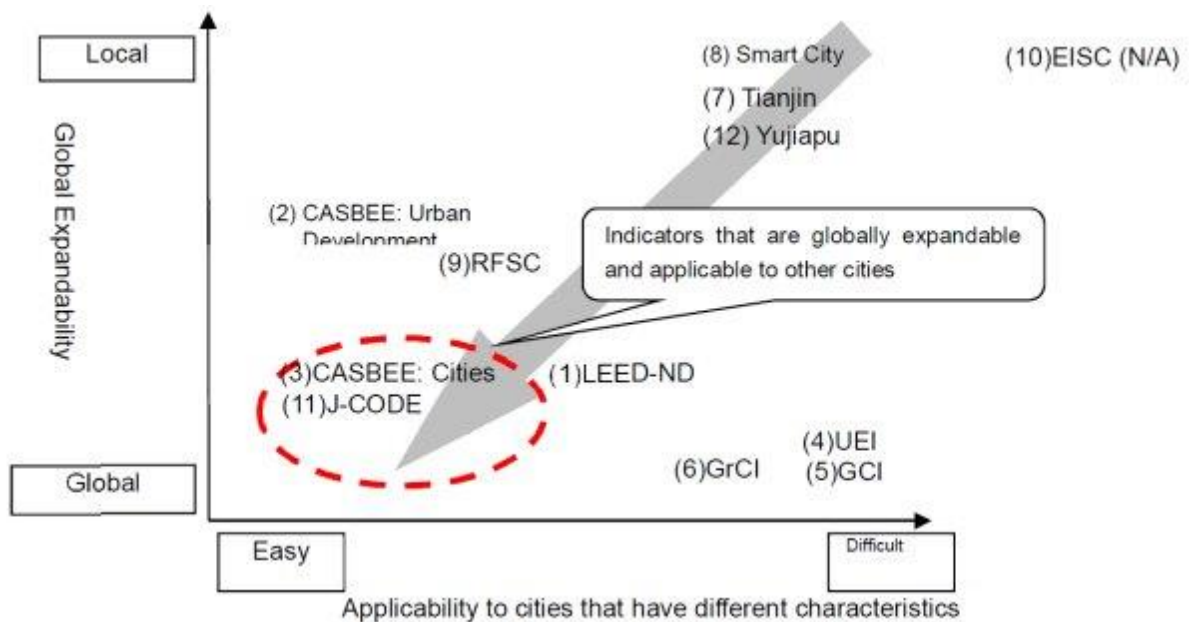 Local
(8) Smart City
(10)EISC (N/A)
(7) Tianjin
(12) Yujiapu
Global Expandability
(2) CASBEE: Urban
Development
Indicators that are globally expandable
and applicable to other cities
(9)RFSC
(3)CASBEE: Cities
(1)LEED-ND
(11)J-CODE
(4)UEI
(6)GrCI
(5)GCI
Global
Easy
Difficult
Applicability to cities that have different characteristics